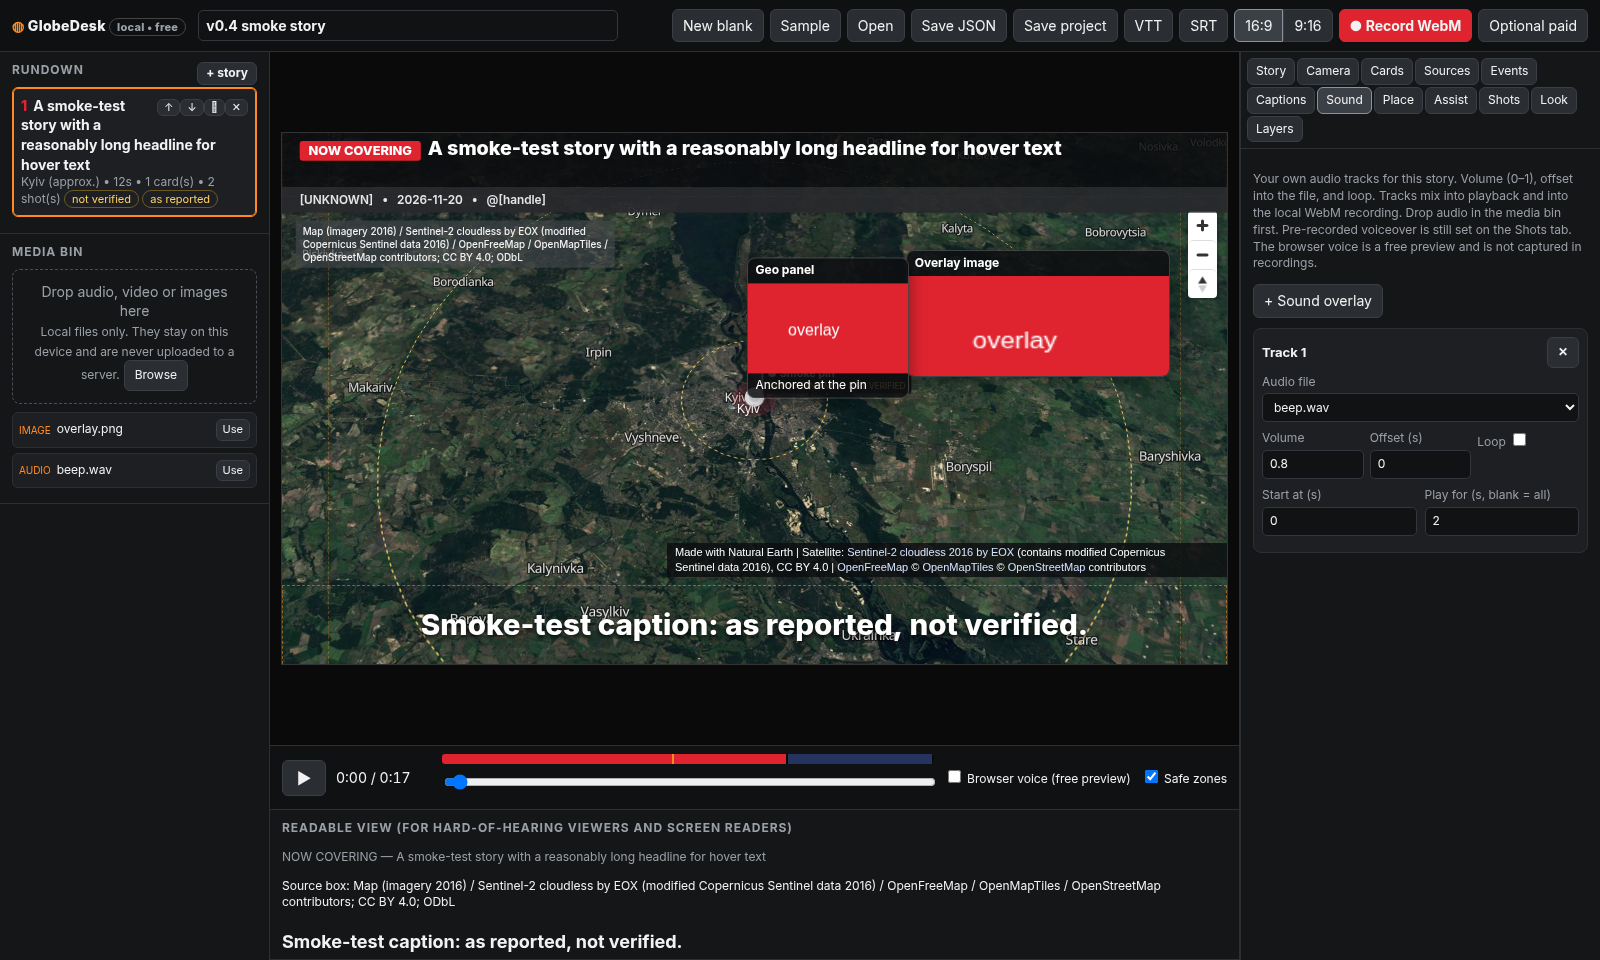 GlobeDesk local • free
v0.4 smoke story
New blank Sample Open Save JSON Save project VTT SRT 16:9 9:16 Record WebM Optional paid
RUNDOWN
+ story
1 A smoke-test
story with a
reasonably long headline for
hover text
Kyiv (approx.) • 12s • 1 card(s) • 2
shot(s) not verified as reported
MEDIA BIN
Drop audio, video or images
here
Local files only. They stay on this
device and are never uploaded to a
server. Browse
IMAGE overlay.png Use
AUDIO beep.wav Use
NOW COVERING A smoke-test story with a reasonably long headline for hover text
Nosivka
[UNKNOWN] • 2026-11-20 • @[handle]
Dymer
Map (imagery 2016) / Sentinel-2 cloudless by EOX (modified
Copernicus Sentinel data 2016) / OpenFreeMap / OpenMapTiles /
OpenStreetMap contributors; CC BY 4.0; ODbL
Kalyta
Bobrovytsia
Borodianka
Geo panel
Overlay image
overlay
overlay
Anchored at the pin VERIFIED
Irpin
Makariv
Kyiv
Kyiv
Vyshneve
Boryspil
Baryshivka
Made with Natural Earth | Satellite: Sentinel-2 cloudless 2016 by EOX (contains modified Copernicus
Sentinel data 2016), CC BY 4.0 | OpenFreeMap © OpenMapTiles © OpenStreetMap contributors
Kalynivka
Vasylkiv
Smoke-test caption: as reported, not verified.
Ukrainka
Stare
0:00 / 0:17
Browser voice (free preview) Safe zones
READABLE VIEW (FOR HARD-OF-HEARING VIEWERS AND SCREEN READERS)
NOW COVERING — A smoke-test story with a reasonably long headline for hover text
Source box: Map (imagery 2016) / Sentinel-2 cloudless by EOX (modified Copernicus Sentinel data 2016) / OpenFreeMap / OpenMapTiles / OpenStreetMap
contributors; CC BY 4.0; ODbL
Smoke-test caption: as reported, not verified.
Story Camera Cards Sources Events
Captions Sound Place Assist Shots Look
Layers
Your own audio tracks for this story. Volume (0–1), offset
into the file, and loop. Tracks mix into playback and into
the local WebM recording. Drop audio in the media bin
first. Pre-recorded voiceover is still set on the Shots tab.
The browser voice is a free preview and is not captured in
recordings.
+ Sound overlay
Track 1
Audio file
beep.wav
Volume Offset (s) Loop
0.8 0
Start at (s) Play for (s, blank = all)
0 2